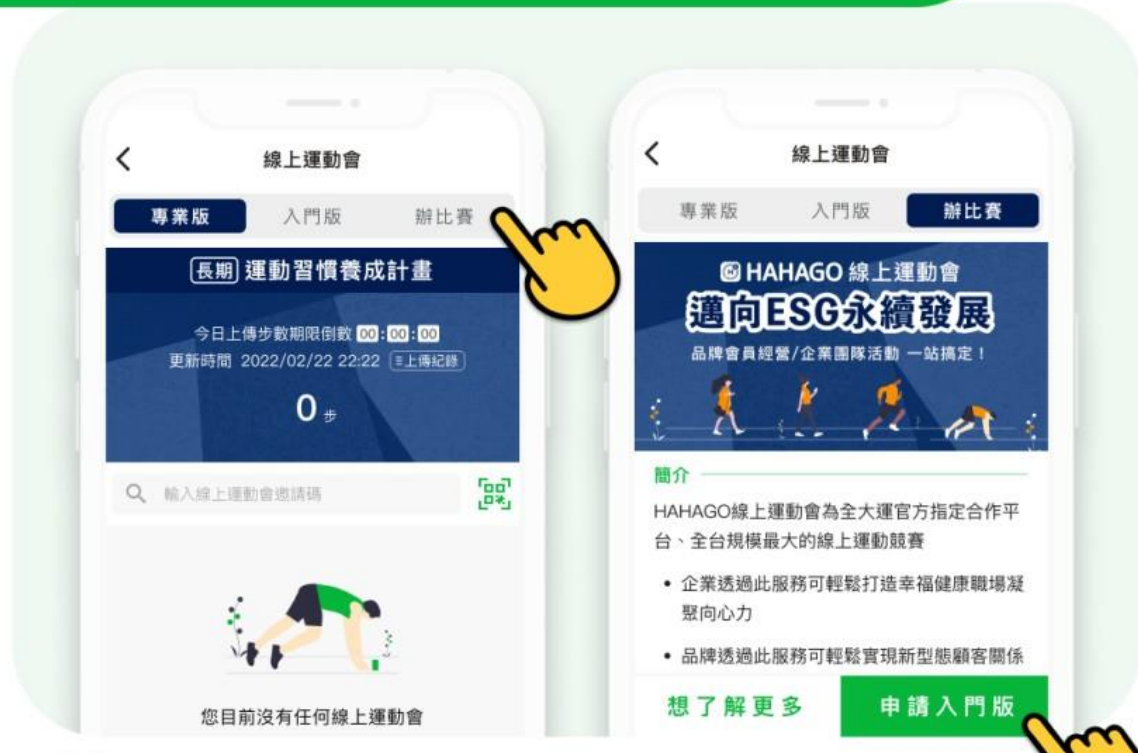 線上運動會
專業版 入門版 辦比賽
長期 運動習慣養成計畫
今日上傳步數期限倒數 00:00:00
更新時間 2022/02/22 22:22 上傳紀錄
0 步
輸入線上運動會邀請碼
您目前沒有任何線上運動會
線上運動會
專業版 入門版 辦比賽
HAHAGO 線上運動會
邁向ESG永續發展
品牌會員經營/企業團隊活動 一站搞定！
簡介
HAHAGO線上運動會為全大運官方指定合作平
台、全台規模最大的線上運動競賽
• 企業透過此服務可輕鬆打造幸福健康職場凝
聚向心力
• 品牌透過此服務可輕鬆實現新型態顧客關係
想了解更多 申請入門版